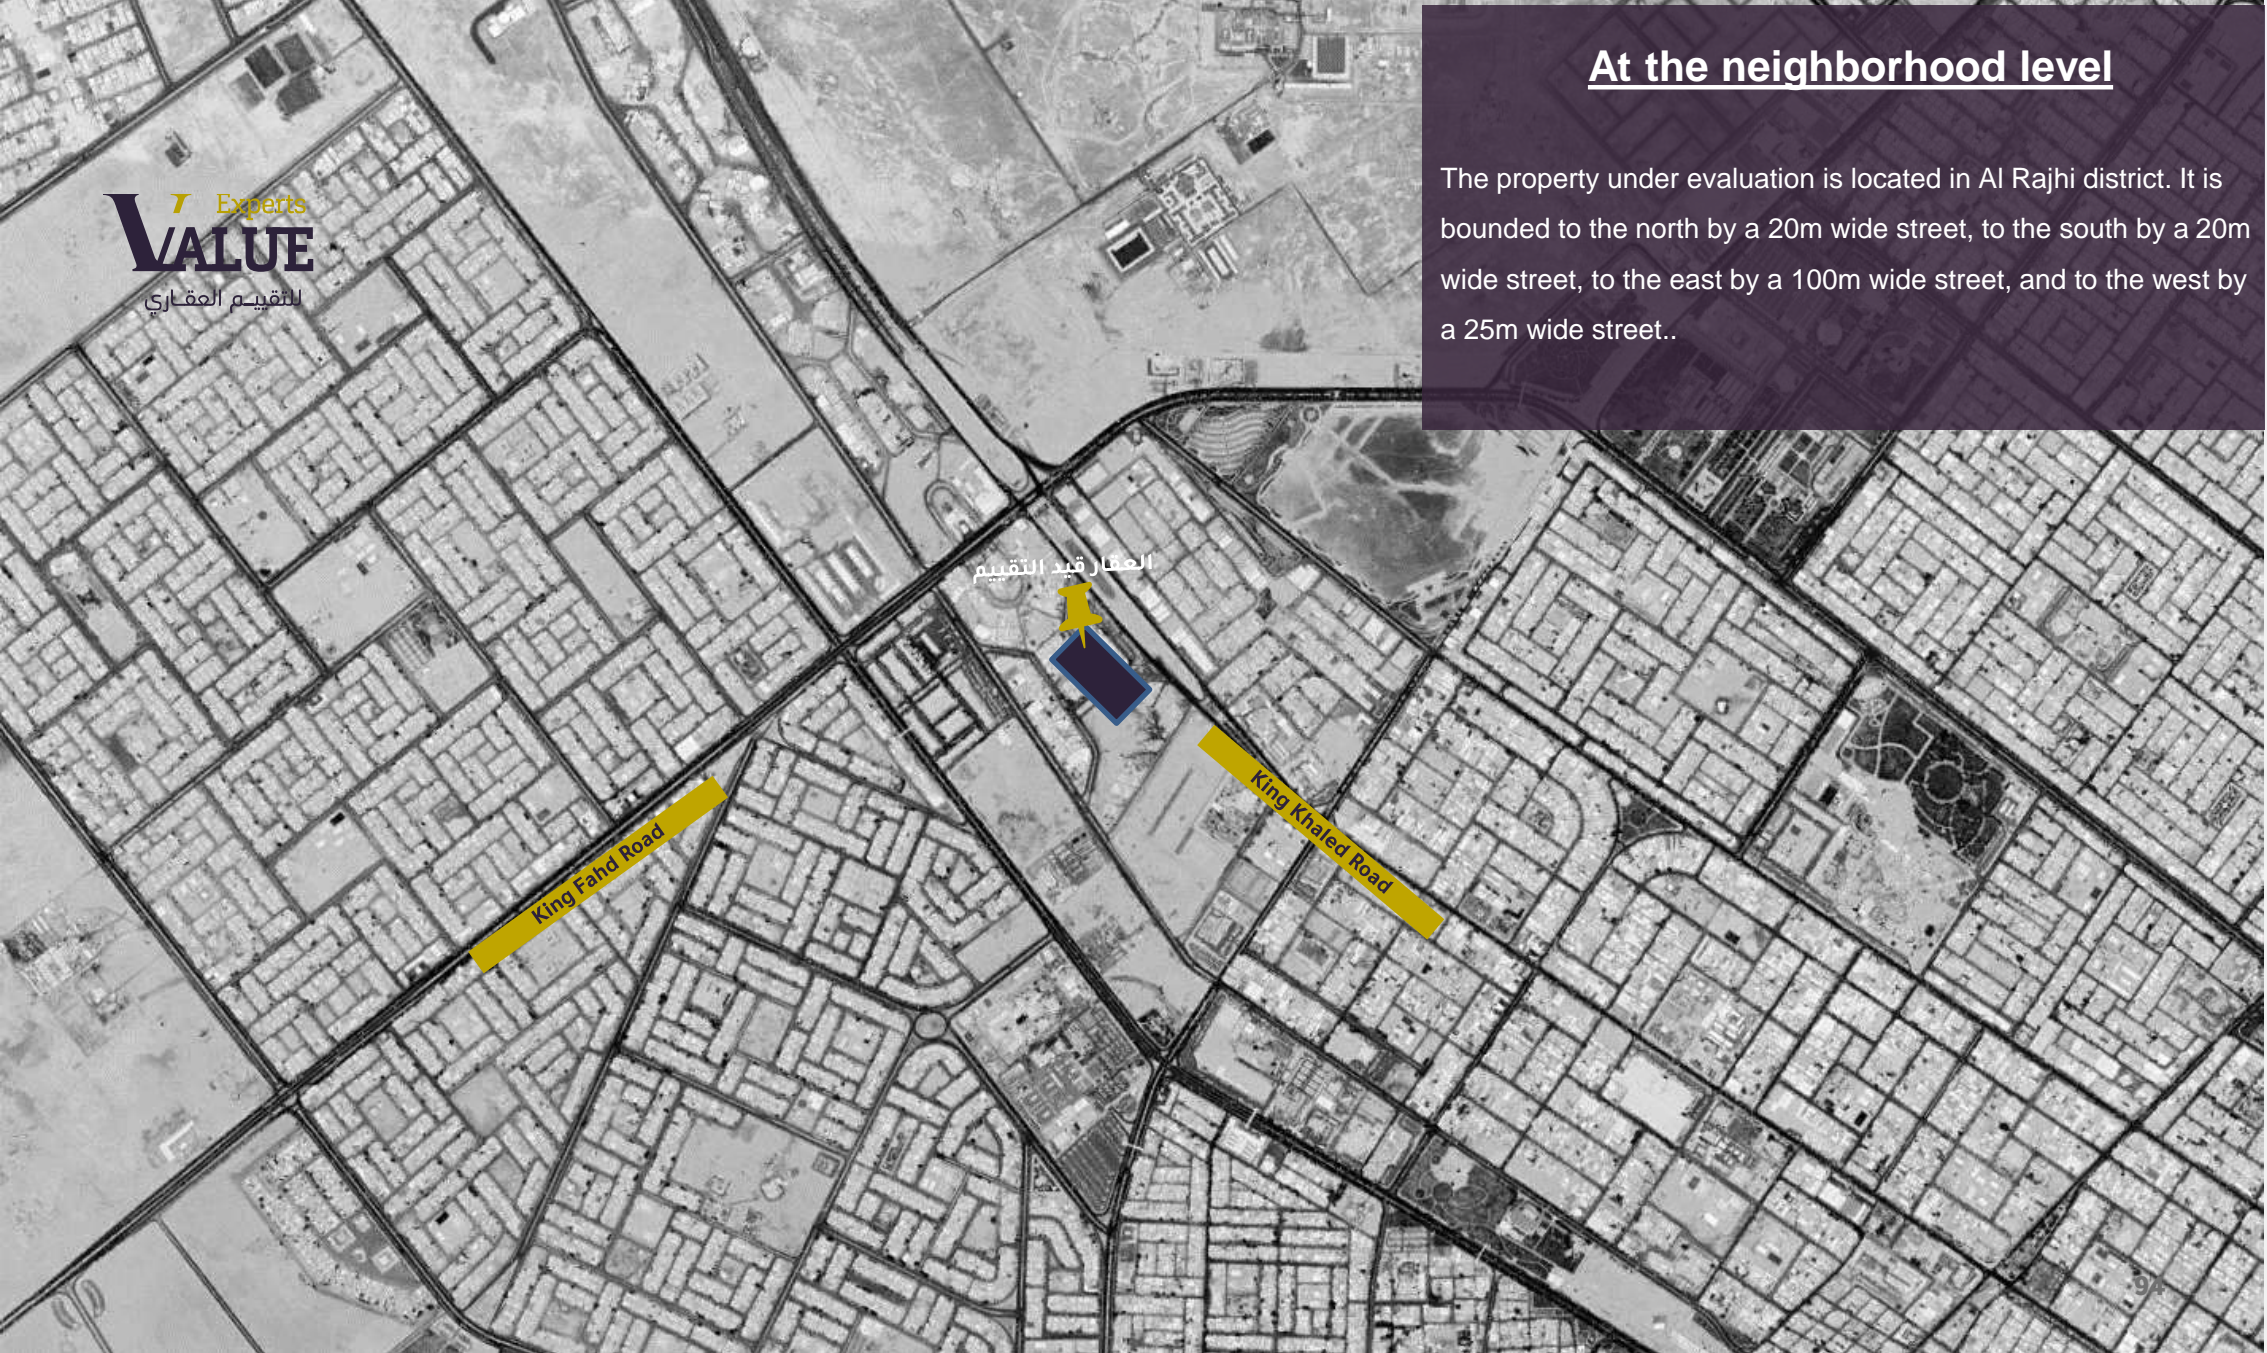 At the neighborhood level
The property under evaluation is located in Al Rajhi district. It is
bounded to the north by a 20m wide street, to the south by a 20m
wide street, to the east by a 100m wide street, and to the west by
a 25m wide street..
Experts
VALUE
للتقييم العقاري
العقار قيد التقييم
King Fahd Road
King Khaled Road
94